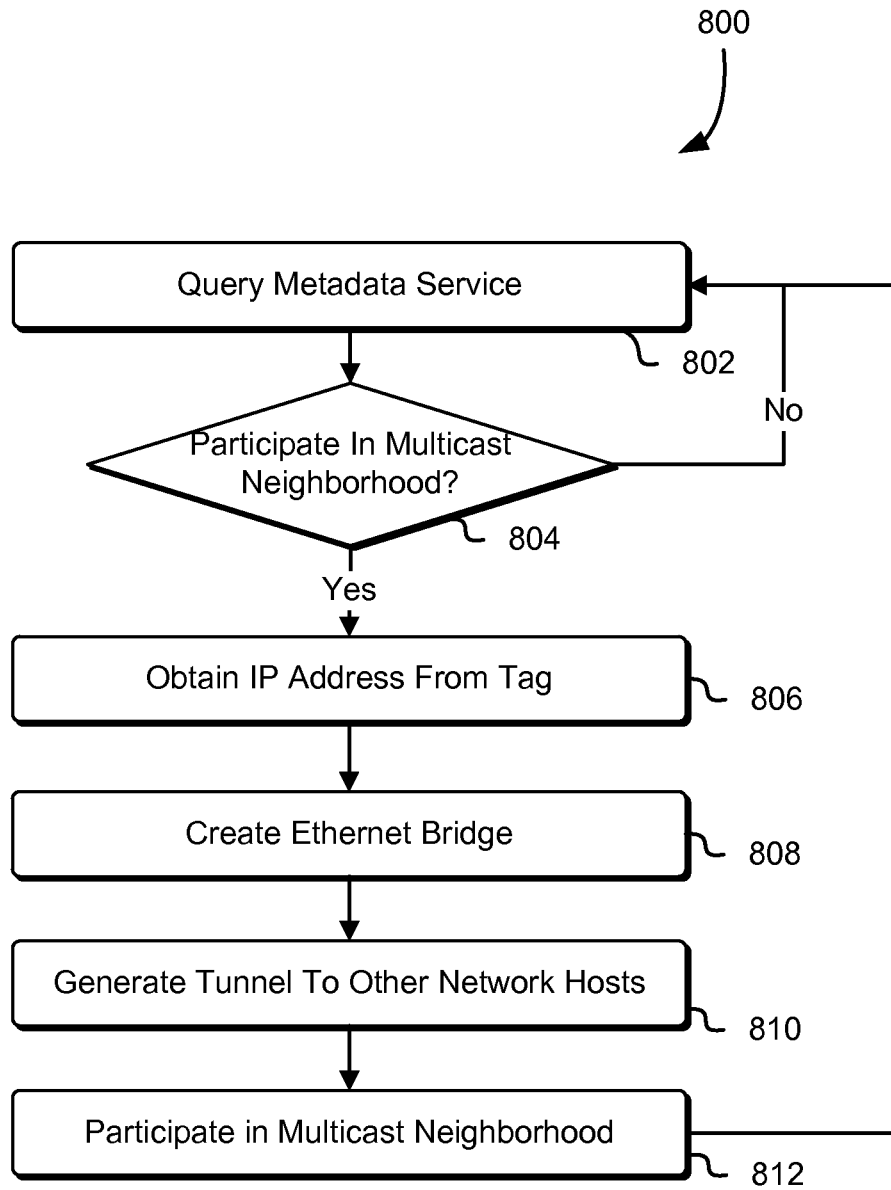 800
Query Metadata Service
802
Participate In Multicast
Neighborhood?
No
804
Yes
Obtain IP Address From Tag
806
Create Ethernet Bridge
808
Generate Tunnel To Other Network Hosts
810
Participate in Multicast Neighborhood
812